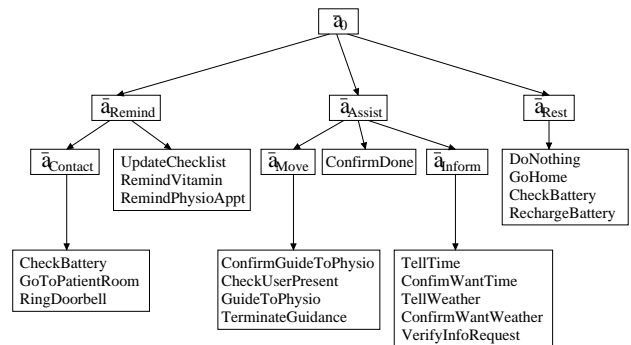 ā0
āRemind
āAssist
āRest
āContact
UpdateChecklist
RemindVitamin
RemindPhysioAppt
āMove
ConfirmDone
āInform
DoNothing
GoHome
CheckBattery
RechargeBattery
CheckBattery
GoToPatientRoom
RingDoorbell
ConfirmGuideToPhysio
CheckUserPresent
GuideToPhysio
TerminateGuidance
TellTime
ConfimWantTime
TellWeather
ConfirmWantWeather
VerifyInfoRequest